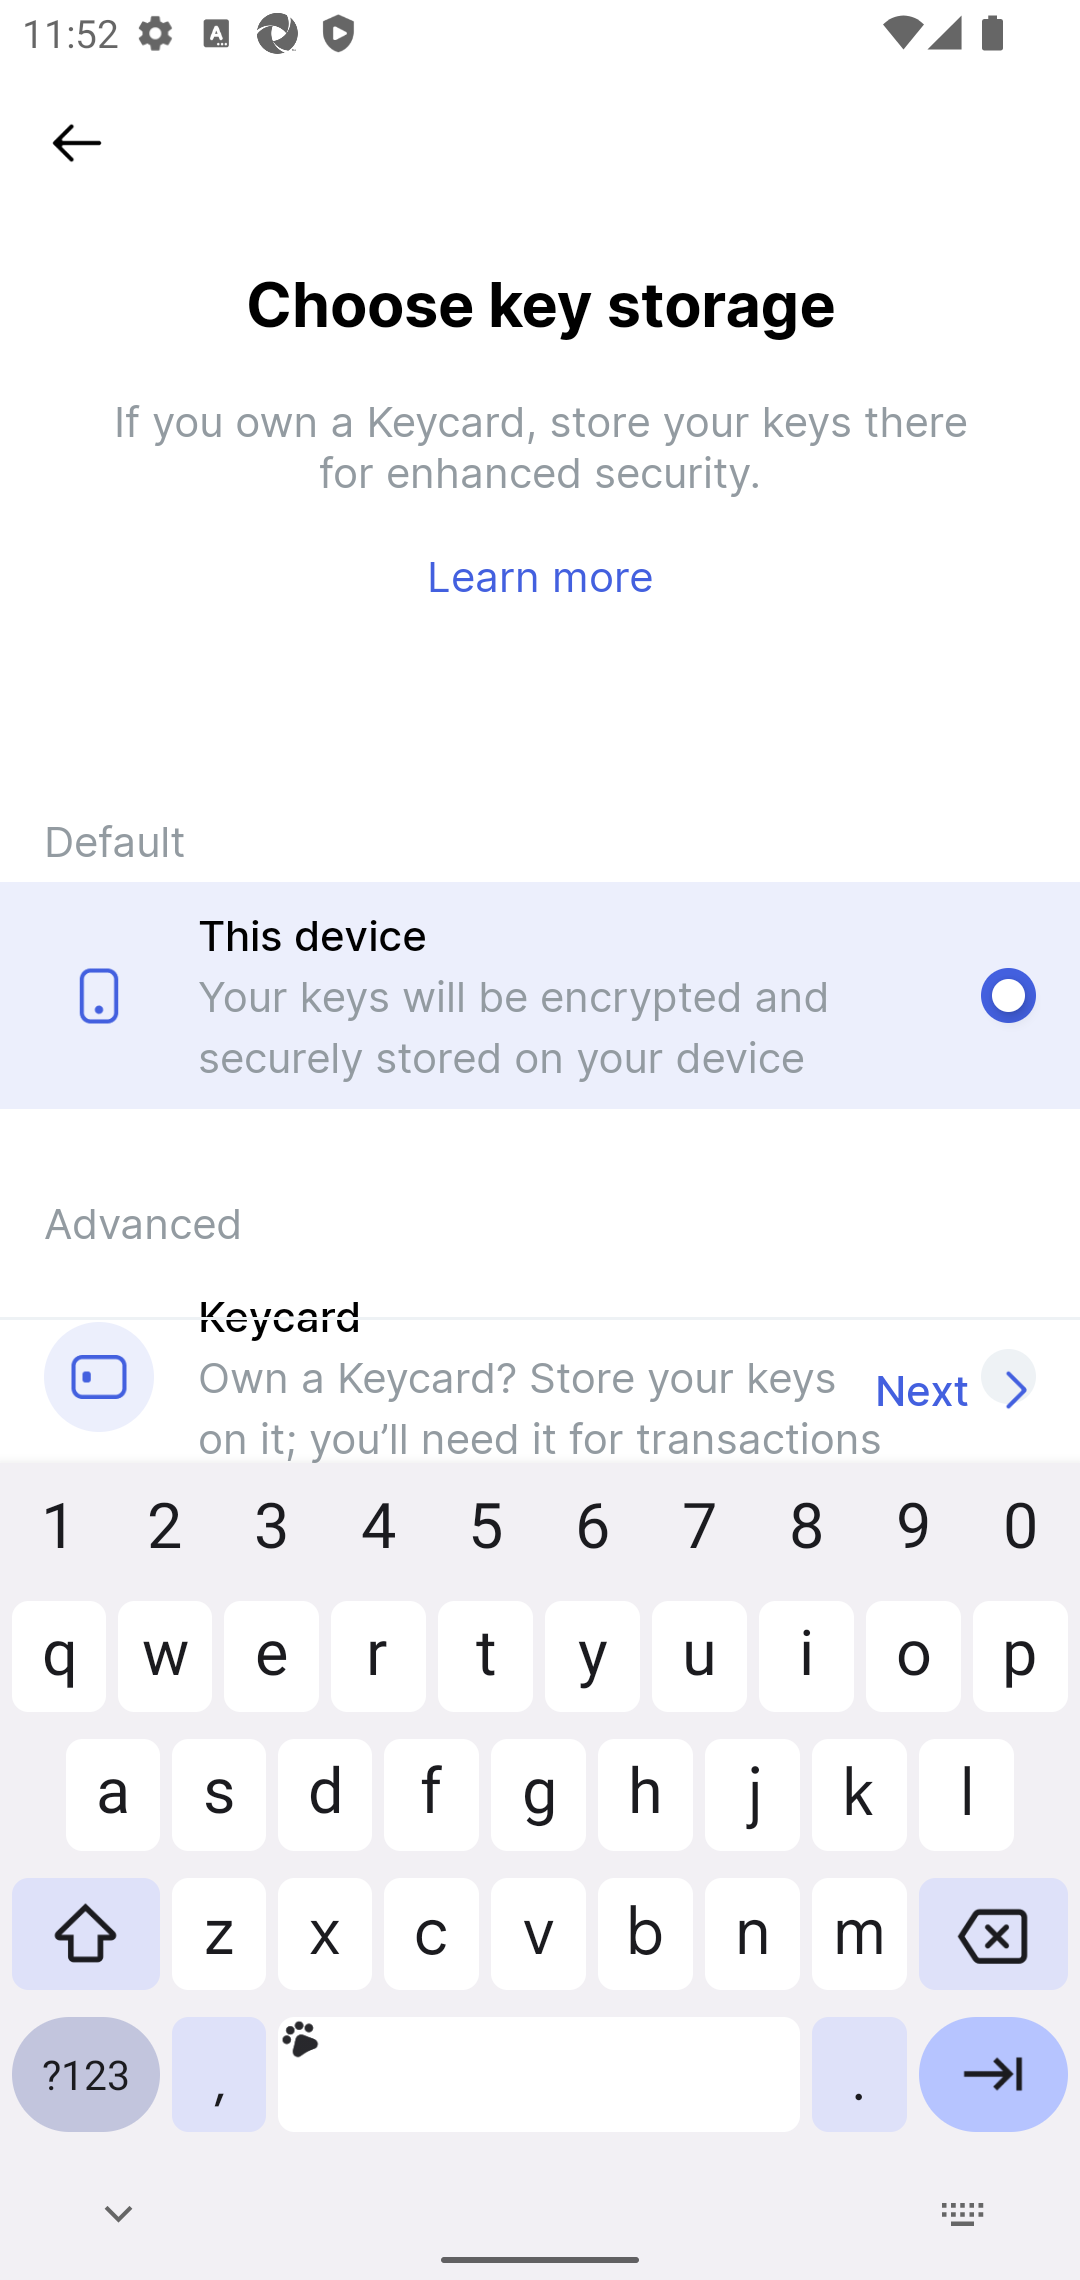 11:52
Choose key storage
If you own a Keycard, store your keys there
for enhanced security.
Learn more
Default
This device
Your keys will be encrypted and
securely stored on your device
Advanced
Keycard
Own a Keycard? Store your keys
on it; you’ll need it for transactions
Next
1 2 3 4 5 6 7 8 9 0
q w e r t y u i o p
a s d f g h j k l
z x c v b n m
?123 , .